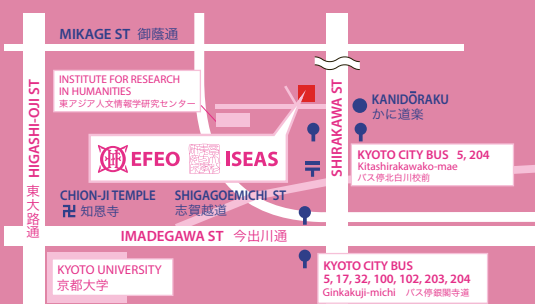 MIKAGE ST 御蔭通
INSTITUTE FOR RESEARCH
IN HUMANITIES
東アジア人文情報学研究センター
HIGASHI-OJI ST 東大路通
SHIRAKAWA ST
KANIDŌRAKU
かに道楽
EFEO ISEAS
KYOTO CITY BUS 5, 204
Kitashirakawako-mae
バス停北白川校前
CHION-JI TEMPLE
卍 知恩寺
SHIGAGOEMICHI ST
志賀越道
IMADEGAWA ST 今出川通
KYOTO UNIVERSITY
京都大学
KYOTO CITY BUS
5, 17, 32, 100, 102, 203, 204
Ginkakuji-michi バス停銀閣寺道